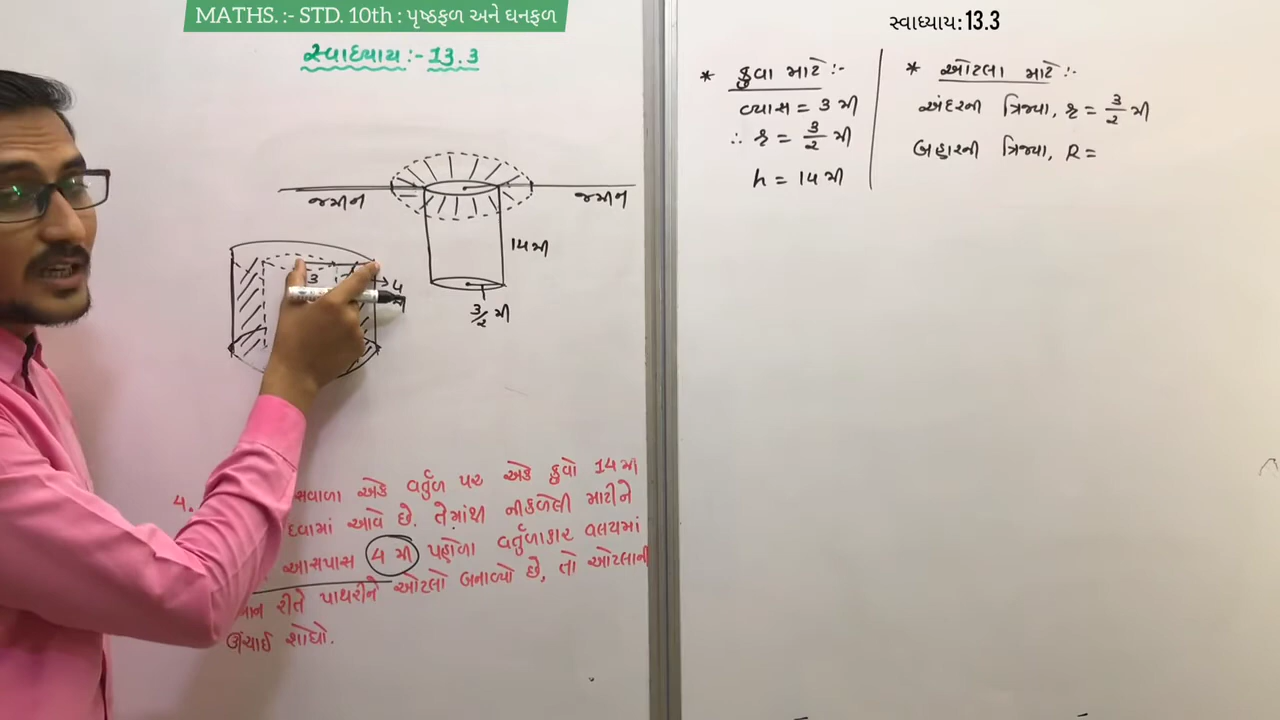 MATHS. :- STD. 10th : પૃષ્ઠફળ અને ઘનફળ
સ્વાધ્યાય: 13.3
સ્વાધ્યાય :- 13.3
જમીન
જમીન
14 મી
3/2 મી
3
4
* કુવા માટે :-
વ્યાસ = 3 મી
∴ r = 3/2 મી
h = 14 મી
* ઓટલા માટે :-
અંદરની ત્રિજ્યા, r = 3/2 મી
બહારની ત્રિજ્યા, R =
4.
વાળા એક વર્તુળ પર એક કુવો 14 મી
દવામાં આવે છે. તેમાંથી નીકળેલી માટીને
આસપાસ 4 મી પહોળા વર્તુળાકાર વલયમાં
રીતે પાથરીને ઓટલો બનાવ્યો છે, તો ઓટલાની
ઊંચાઈ શોધો.